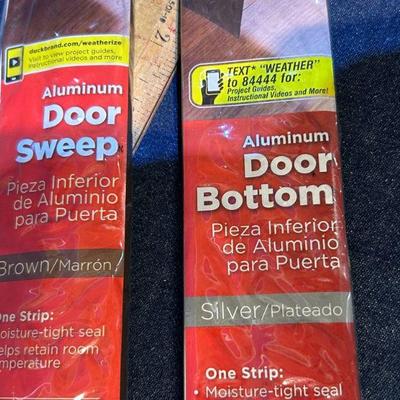 duckbrand.com/weatherize
Visit to view project guides,
instructional videos and more
Aluminum
Door
Sweep
Pieza Inferior
de Aluminio
para Puerta
Brown/Marrón
One Strip:
Moisture-tight seal
Helps retain room
temperature
2
TEXT* "WEATHER"
to 84444 for:
Project Guides,
Instructional Videos and More!
Aluminum
Door
Bottom
Pieza Inferior
de Aluminio
para Puerta
Silver/Plateado
One Strip:
• Moisture-tight seal